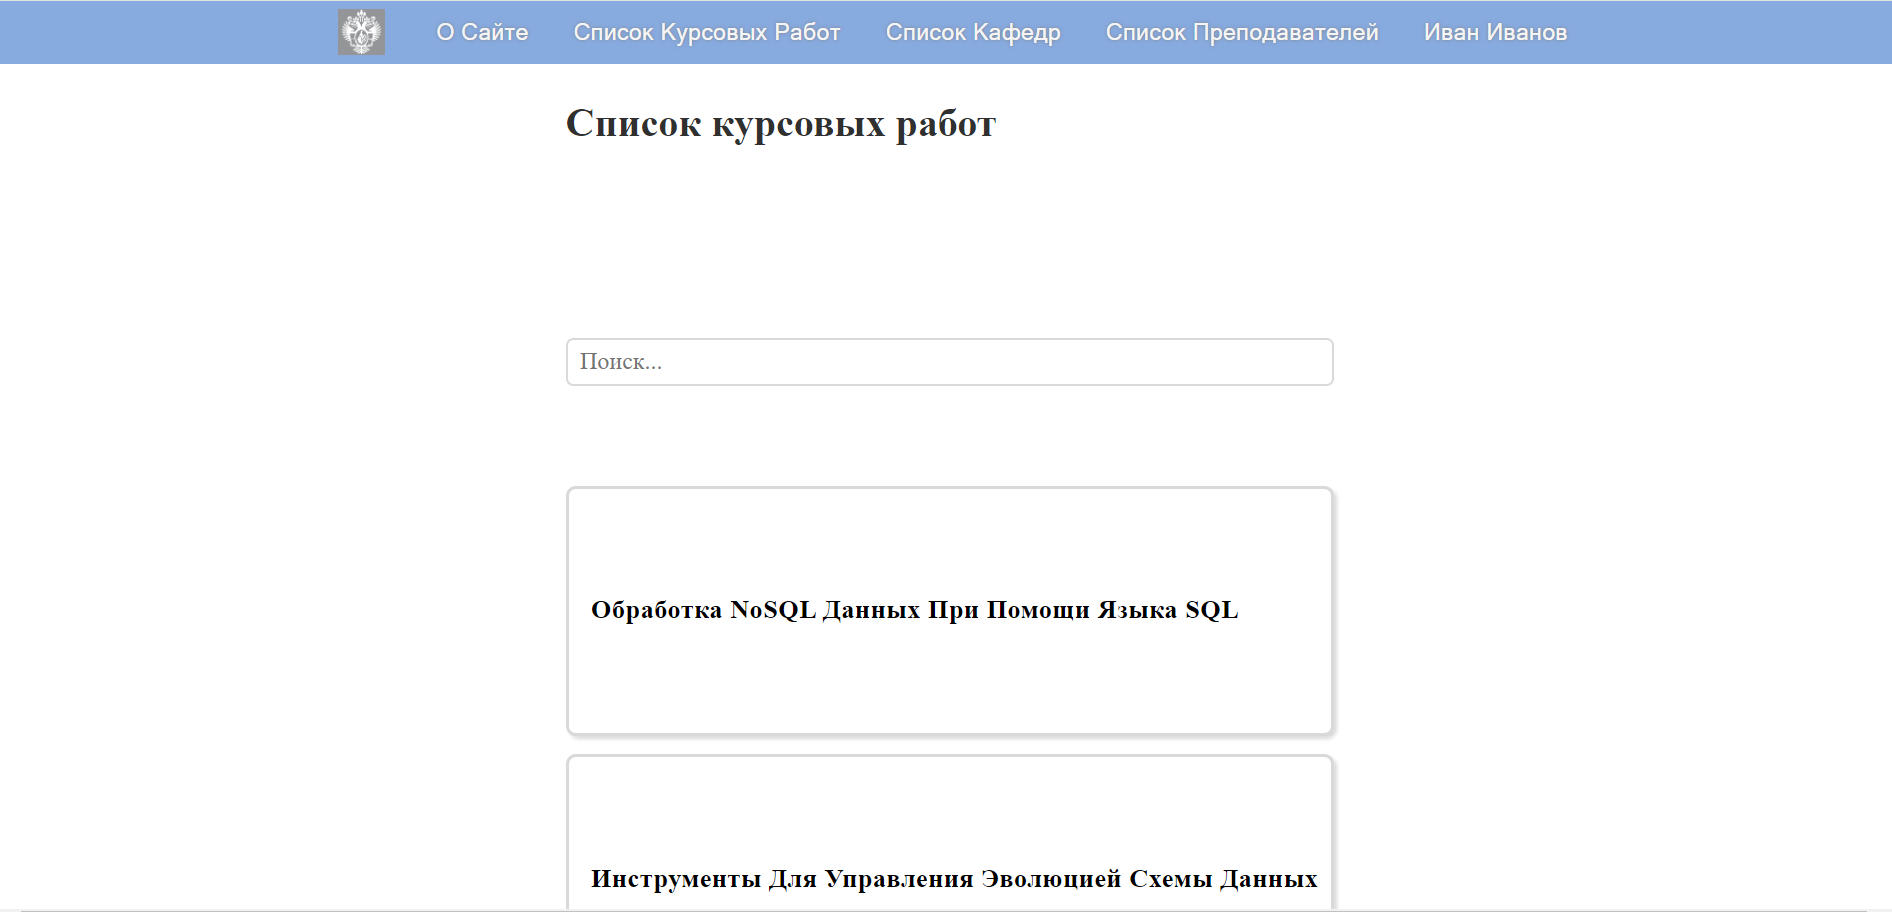 О Сайте Список Курсовых Работ Список Кафедр Список Преподавателей Иван Иванов
Список курсовых работ
Поиск...
Обработка NoSQL Данных При Помощи Языка SQL
Инструменты Для Управления Эволюцией Схемы Данных